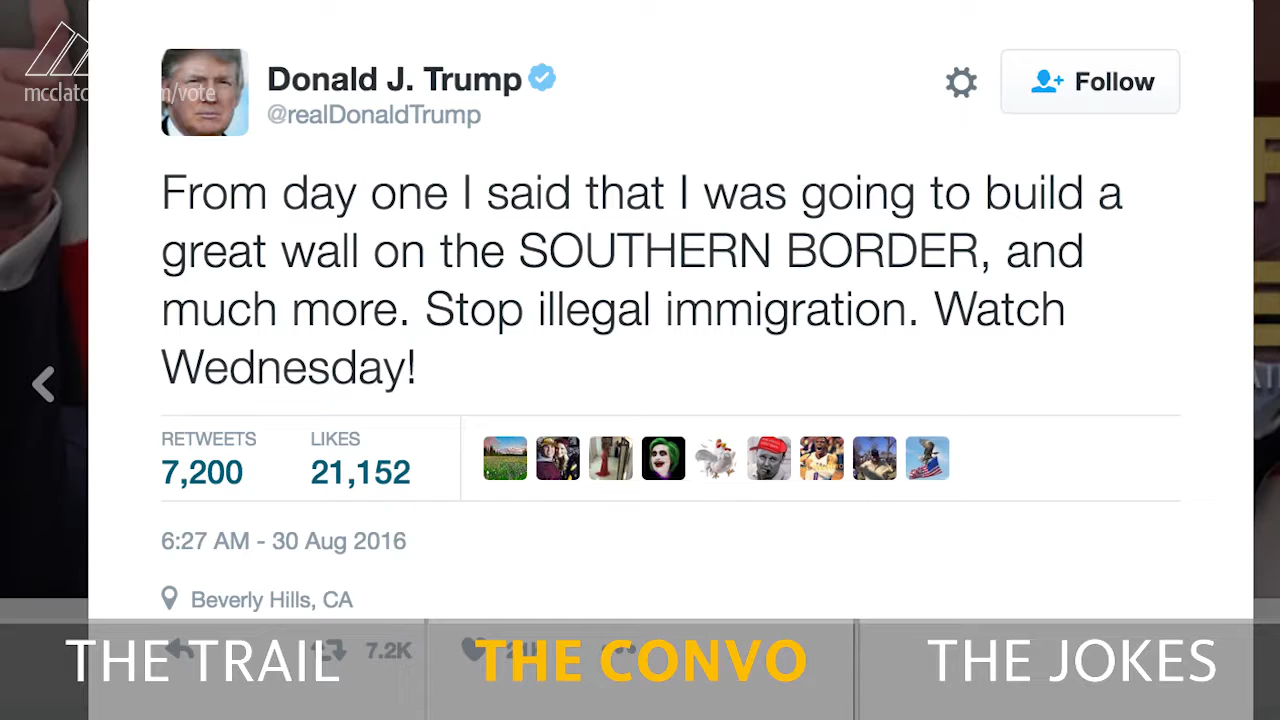 mcclatc
m/vote
Donald J. Trump
@realDonaldTrump
Follow
From day one I said that I was going to build a
great wall on the SOUTHERN BORDER, and
much more. Stop illegal immigration. Watch
Wednesday!
RETWEETS
LIKES
7,200
21,152
6:27 AM - 30 Aug 2016
Beverly Hills, CA
7.2K
THE TRAIL
THE CONVO
THE JOKES